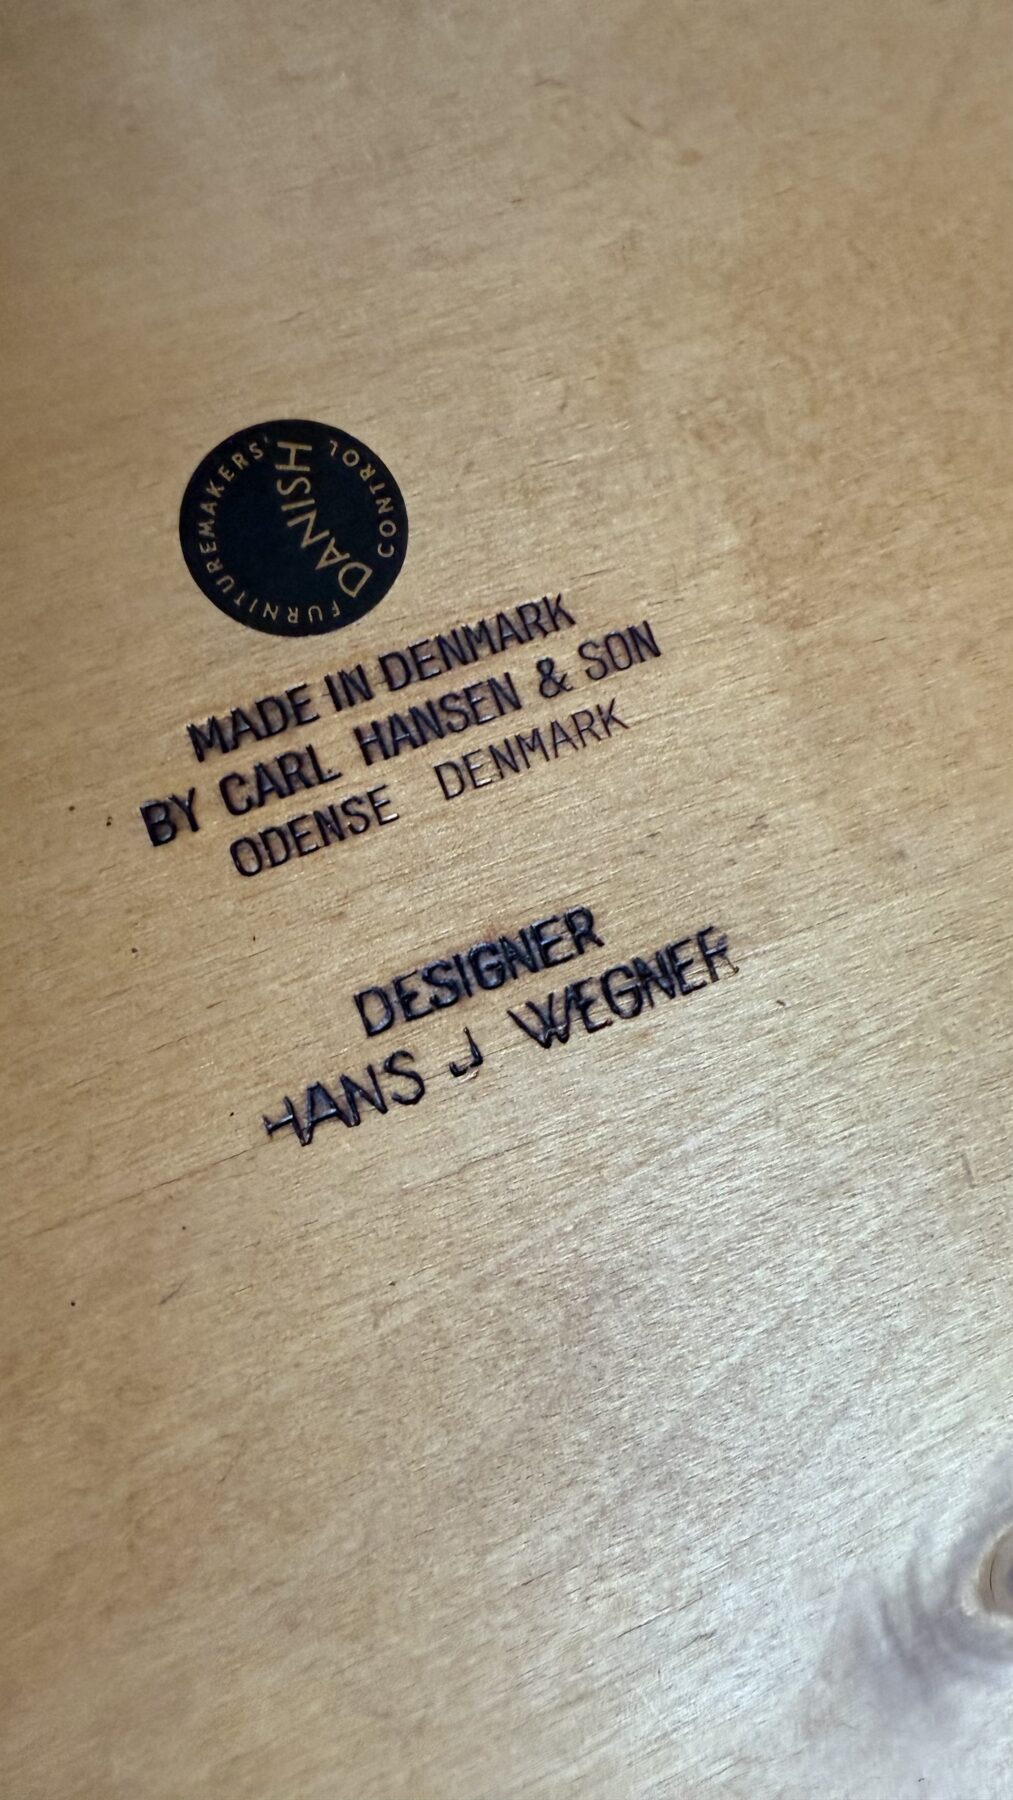 DANISH
FURNITUREMAKERS' CONTROL
MADE IN DENMARK
BY CARL HANSEN & SON
ODENSE DENMARK
DESIGNER
HANS J WEGNER